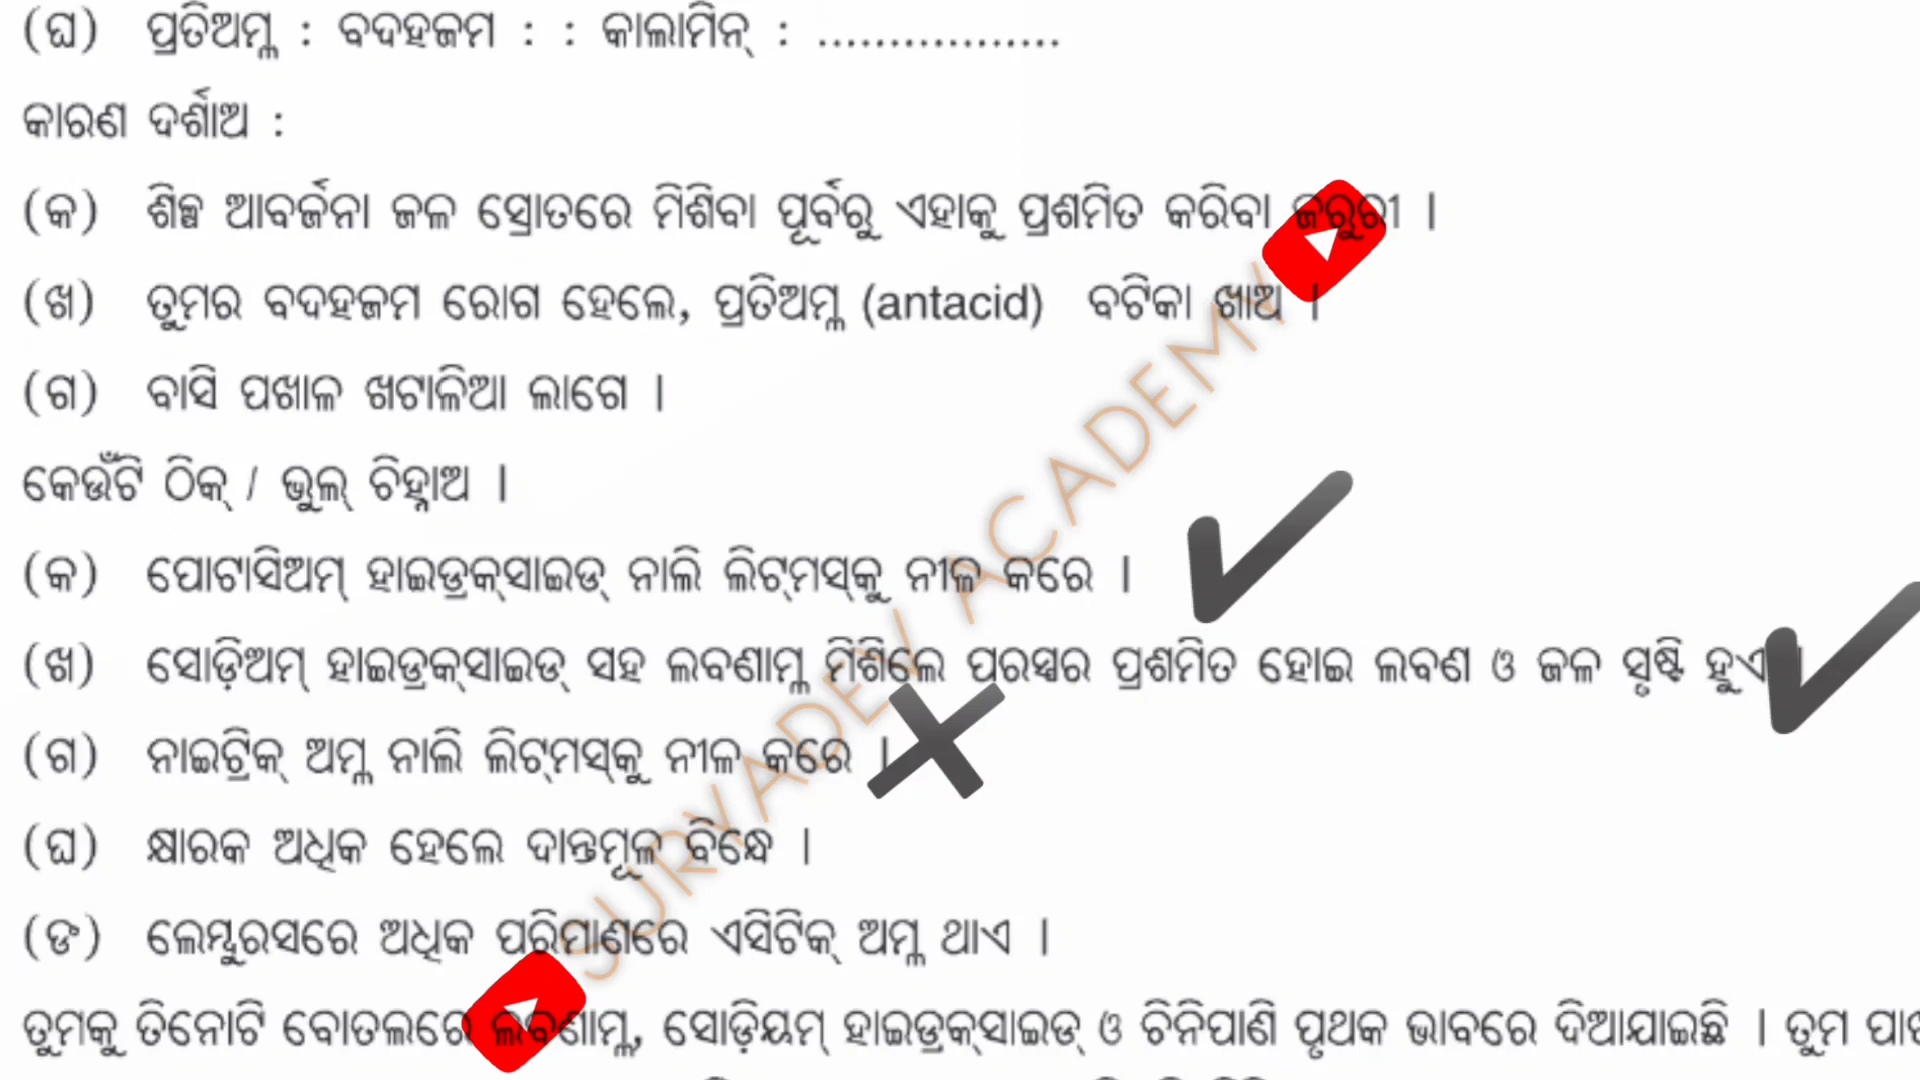 (ଘ) ପ୍ରତିଅମ୍ଳ : ବଦହଜମ : : କାଲାମିନ୍ : .................
କାରଣ ଦର୍ଶାଅ :
(କ) ଶିଳ୍ପ ଆବର୍ଜନା ଜଳ ସ୍ରୋତରେ ମିଶିବା ପୂର୍ବରୁ ଏହାକୁ ପ୍ରଶମିତ କରିବା ଜରୁରୀ ।
(ଖ) ତୁମର ବଦହଜମ ରୋଗ ହେଲେ, ପ୍ରତିଅମ୍ଳ (antacid) ବଟିକା ଖାଅ ।
(ଗ) ବାସି ପଖାଳ ଖଟାଳିଆ ଲାଗେ ।
କେଉଁଟି ଠିକ୍ / ଭୁଲ୍ ଚିହ୍ନାଅ ।
(କ) ପୋଟାସିଅମ୍ ହାଇଡ୍ରକ୍‌ସାଇଡ୍ ନାଲି ଲିଟ୍‌ମସ୍‌କୁ ନୀଳ କରେ ।
(ଖ) ସୋଡ଼ିଅମ୍ ହାଇଡ୍ରକ୍‌ସାଇଡ୍ ସହ ଲବଣାମ୍ଳ ମିଶିଲେ ପରସ୍ପର ପ୍ରଶମିତ ହୋଇ ଲବଣ ଓ ଜଳ ସୃଷ୍ଟି ହୁଏ ।
(ଗ) ନାଇଟ୍ରିକ୍ ଅମ୍ଳ ନାଲି ଲିଟ୍‌ମସ୍‌କୁ ନୀଳ କରେ ।
(ଘ) କ୍ଷାରକ ଅଧିକ ହେଲେ ଦାନ୍ତମୂଳ ବିନ୍ଧେ ।
(ଙ) ଲେମ୍ବୁରସରେ ଅଧିକ ପରିମାଣରେ ଏସିଟିକ୍ ଅମ୍ଳ ଥାଏ ।
ତୁମକୁ ତିନୋଟି ବୋତଲରେ ଲବଣାମ୍ଳ, ସୋଡ଼ିୟମ୍ ହାଇଡ୍ରକ୍‌ସାଇଡ୍ ଓ ଚିନିପାଣି ପୃଥକ ଭାବରେ ଦିଆଯାଇଛି । ତୁମ
SURYADEV ACADEMY